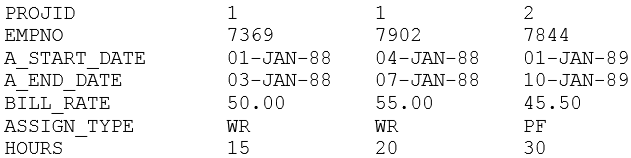 PROJID 1 1 2
EMPNO 7369 7902 7844
A_START_DATE 01-JAN-88 04-JAN-88 01-JAN-89
A_END_DATE 03-JAN-88 07-JAN-88 10-JAN-89
BILL_RATE 50.00 55.00 45.50
ASSIGN_TYPE WR WR PF
HOURS 15 20 30